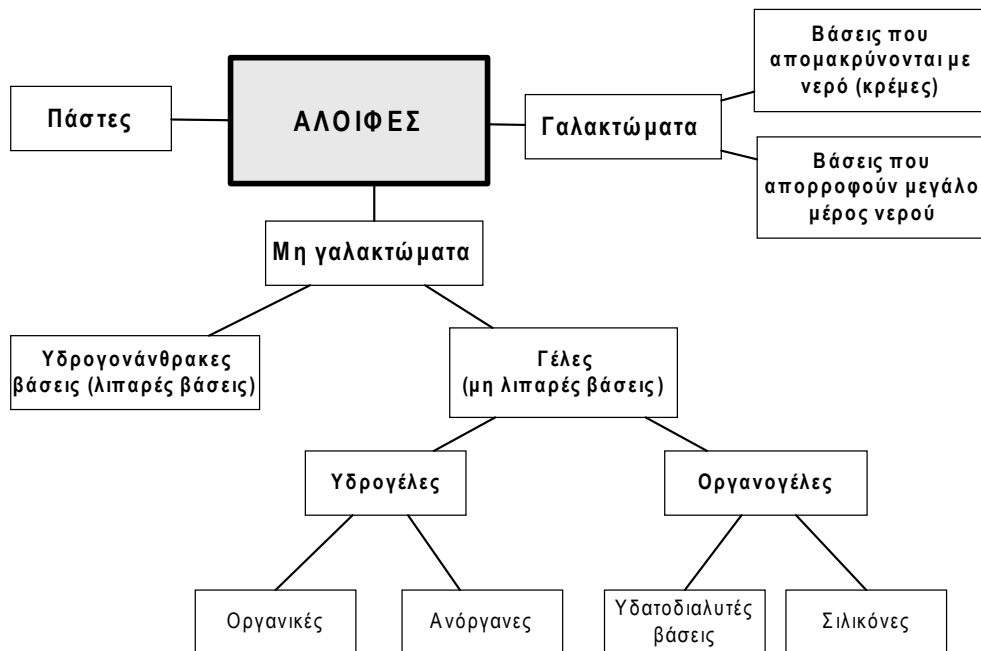 Βάσεις που
απομακρύνονται με
νερό (κρέμες)
Πάστες
ΑΛΟΙΦΕΣ
Γαλακτώματα
Βάσεις που
απορροφούν μεγάλο
μέρος νερού
Μη γαλακτώματα
Υδρογονάνθρακες
βάσεις (λιπαρές βάσεις)
Γέλες
(μη λιπαρές βάσεις)
Υδρογέλες
Οργανογέλες
Οργανικές
Ανόργανες
Υδατοδιαλυτές
βάσεις
Σιλικόνες